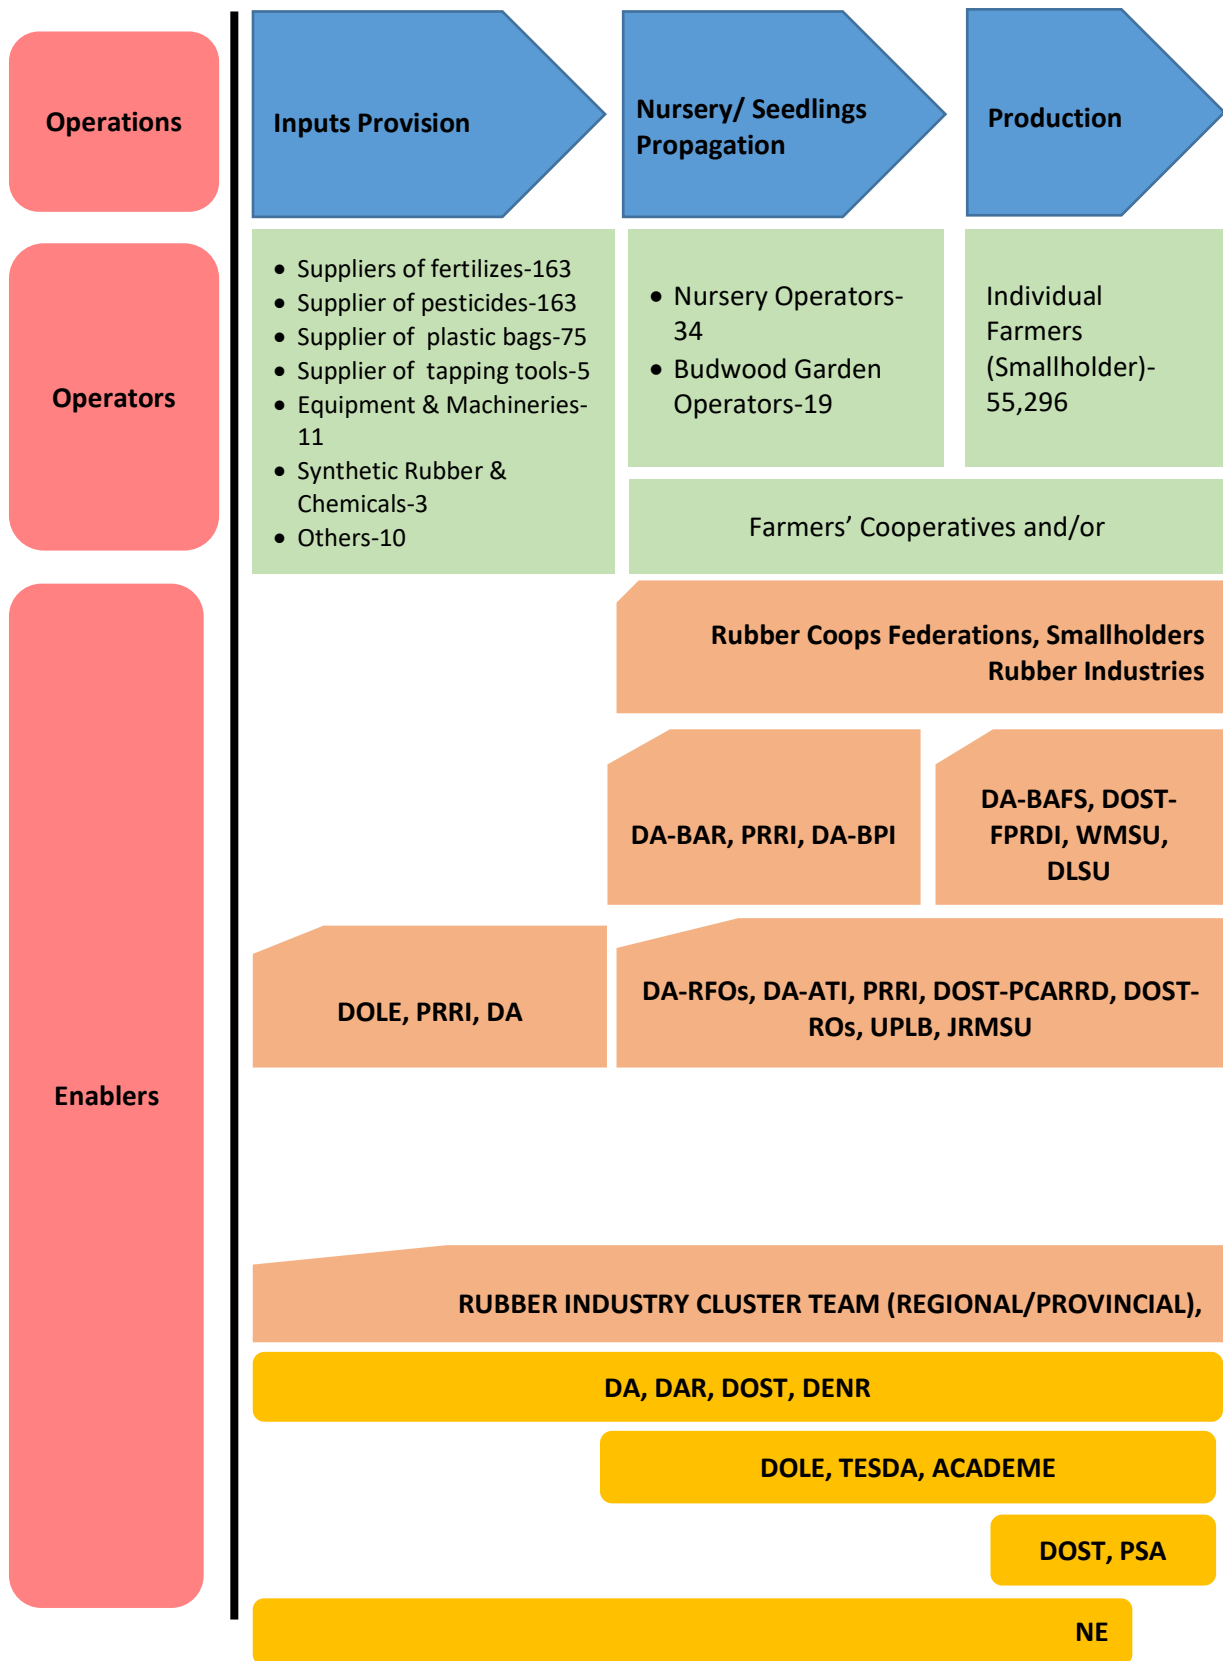 Operations
Inputs Provision
Nursery/ Seedlings
Propagation
Production
Operators
• Suppliers of fertilizes-163
• Supplier of pesticides-163
• Supplier of plastic bags-75
• Supplier of tapping tools-5
• Equipment & Machineries-
11
• Synthetic Rubber &
Chemicals-3
• Others-10
• Nursery Operators-
34
• Budwood Garden
Operators-19
Individual
Farmers
(Smallholder)-
55,296
Farmers’ Cooperatives and/or
Enablers
Rubber Coops Federations, Smallholders
Rubber Industries
DA-BAR, PRRI, DA-BPI
DA-BAFS, DOST-
FPRDI, WMSU,
DLSU
DOLE, PRRI, DA
DA-RFOs, DA-ATI, PRRI, DOST-PCARRD, DOST-
ROs, UPLB, JRMSU
RUBBER INDUSTRY CLUSTER TEAM (REGIONAL/PROVINCIAL),
DA, DAR, DOST, DENR
DOLE, TESDA, ACADEME
DOST, PSA
NE